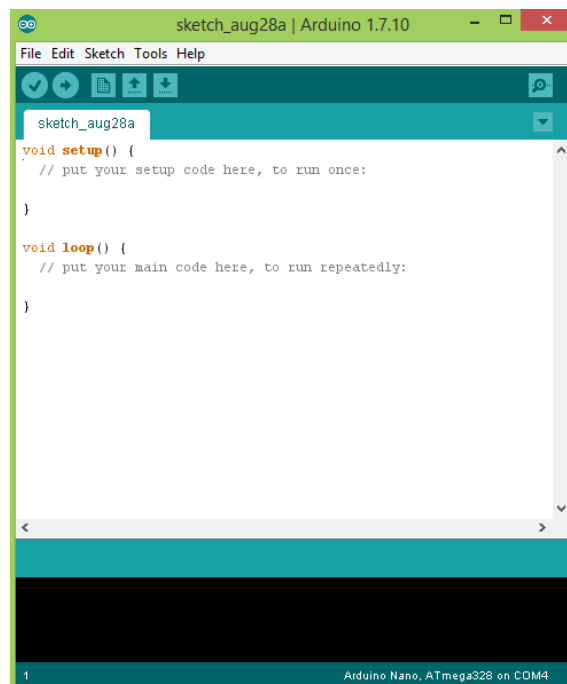 sketch_aug28a | Arduino 1.7.10
File Edit Sketch Tools Help
sketch_aug28a
void setup() {
  // put your setup code here, to run once:
}
void loop() {
  // put your main code here, to run repeatedly:
}
1 Arduino Nano, ATmega328 on COM4